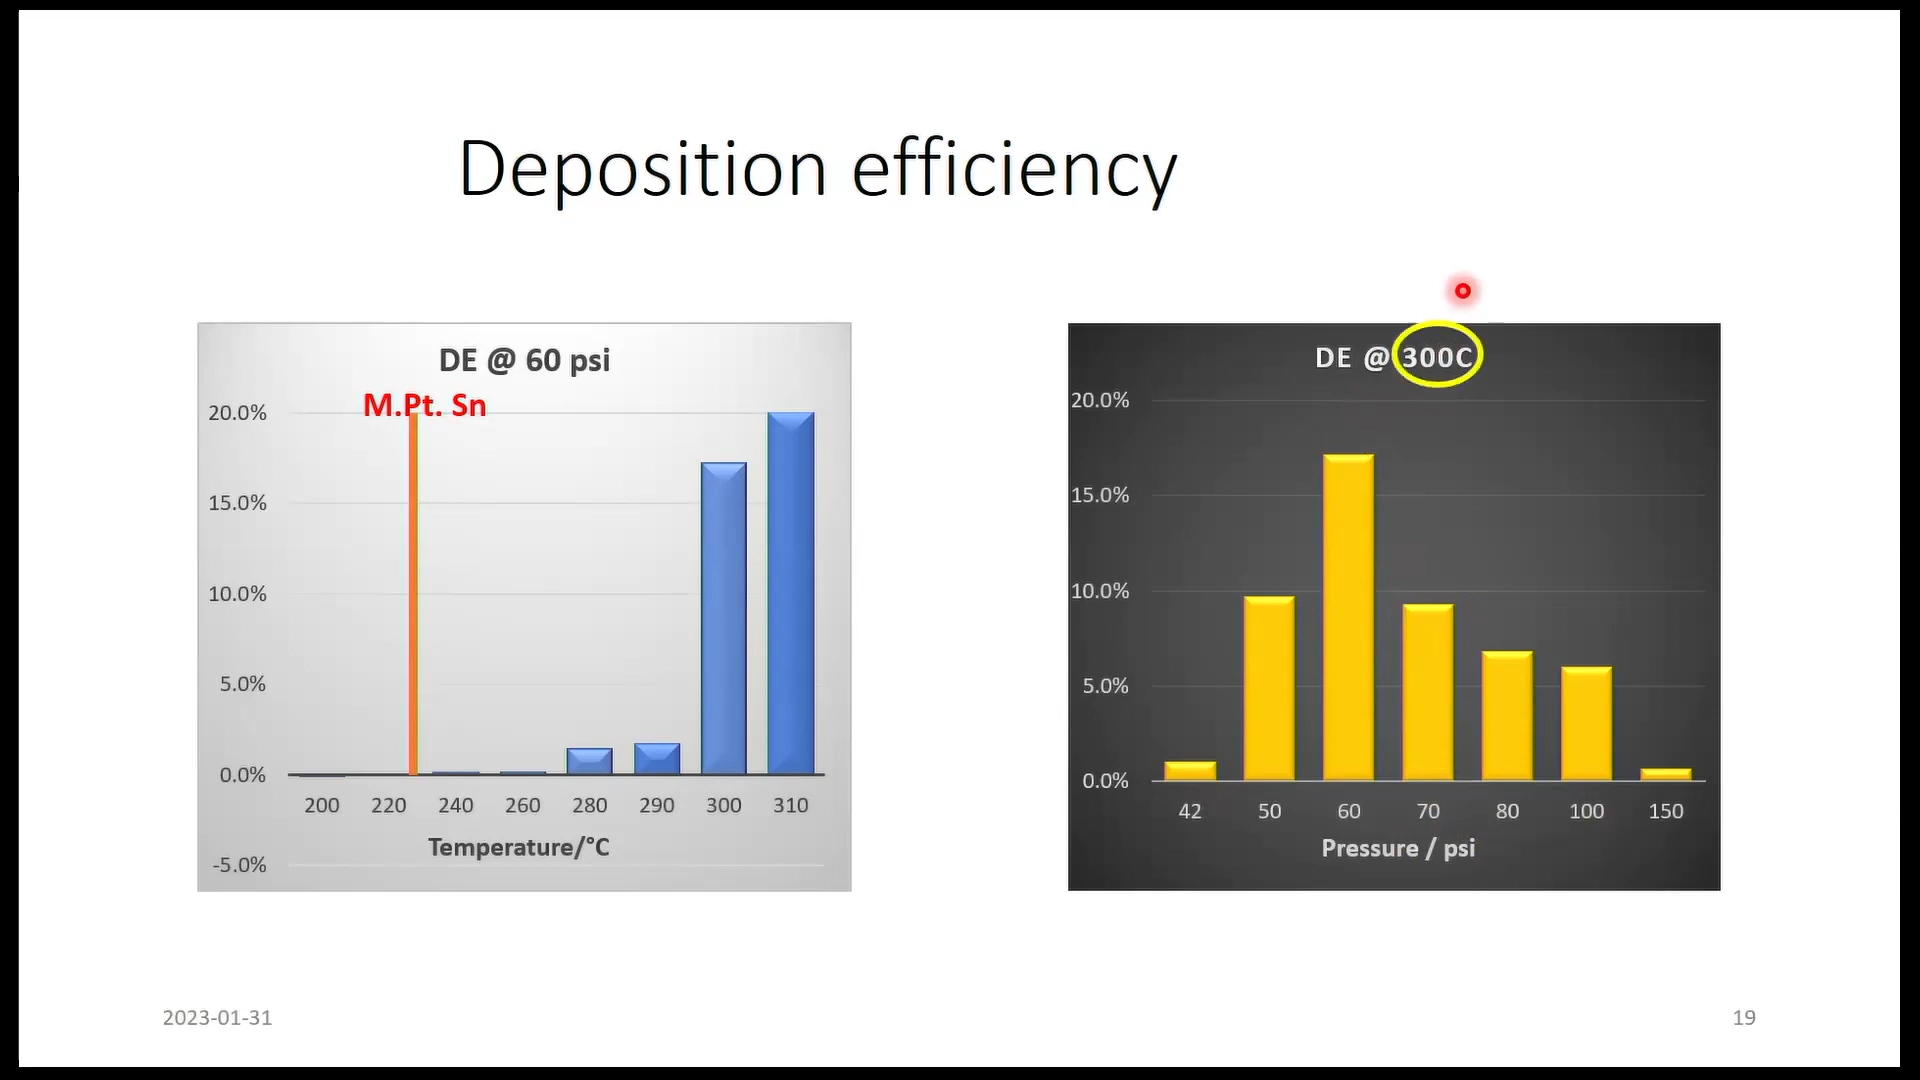 Deposition efficiency
DE @ 60 psi
M.Pt. Sn
20.0%
15.0%
10.0%
5.0%
0.0%
200 220 240 260 280 290 300 310
Temperature/°C
-5.0%
DE @ 300C
20.0%
15.0%
10.0%
5.0%
0.0%
42 50 60 70 80 100 150
Pressure / psi
2023-01-31
19